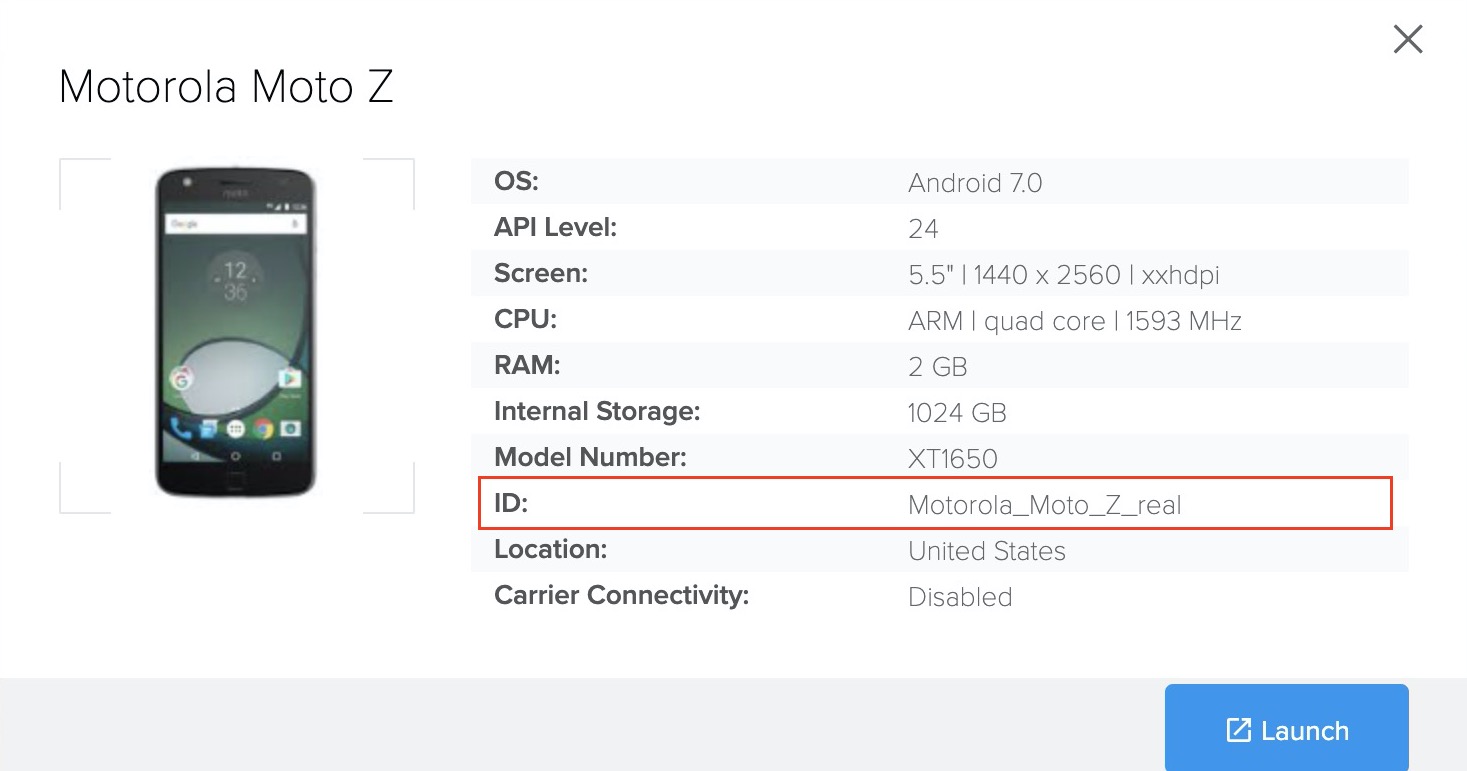 Motorola Moto Z
Google
12
36
OS: Android 7.0
API Level: 24
Screen: 5.5" | 1440 x 2560 | xxhdpi
CPU: ARM | quad core | 1593 MHz
RAM: 2 GB
Internal Storage: 1024 GB
Model Number: XT1650
ID: Motorola_Moto_Z_real
Location: United States
Carrier Connectivity: Disabled
Launch